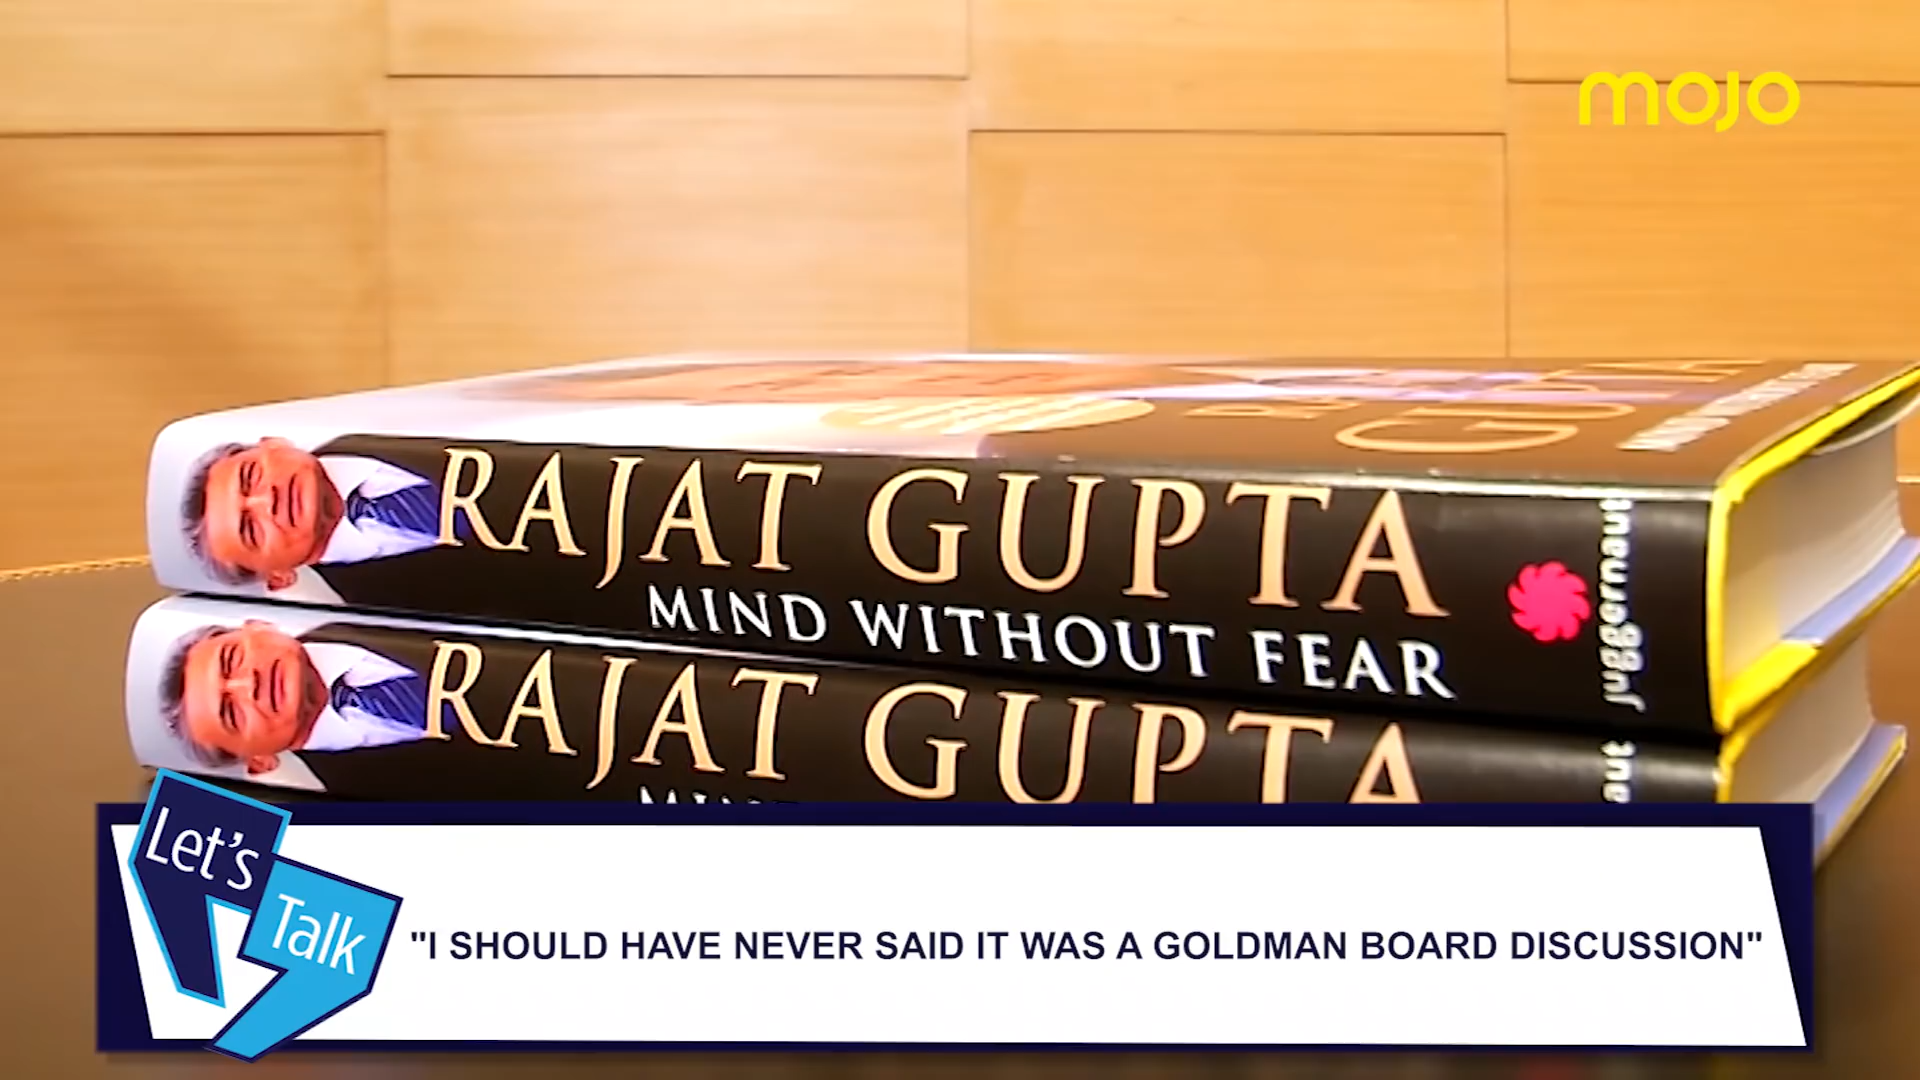 mojo
GUPTA
RAJAT GUPTA
MIND WITHOUT FEAR
juggernaut
RAJAT GUPTA
Let's
Talk
"I SHOULD HAVE NEVER SAID IT WAS A GOLDMAN BOARD DISCUSSION"